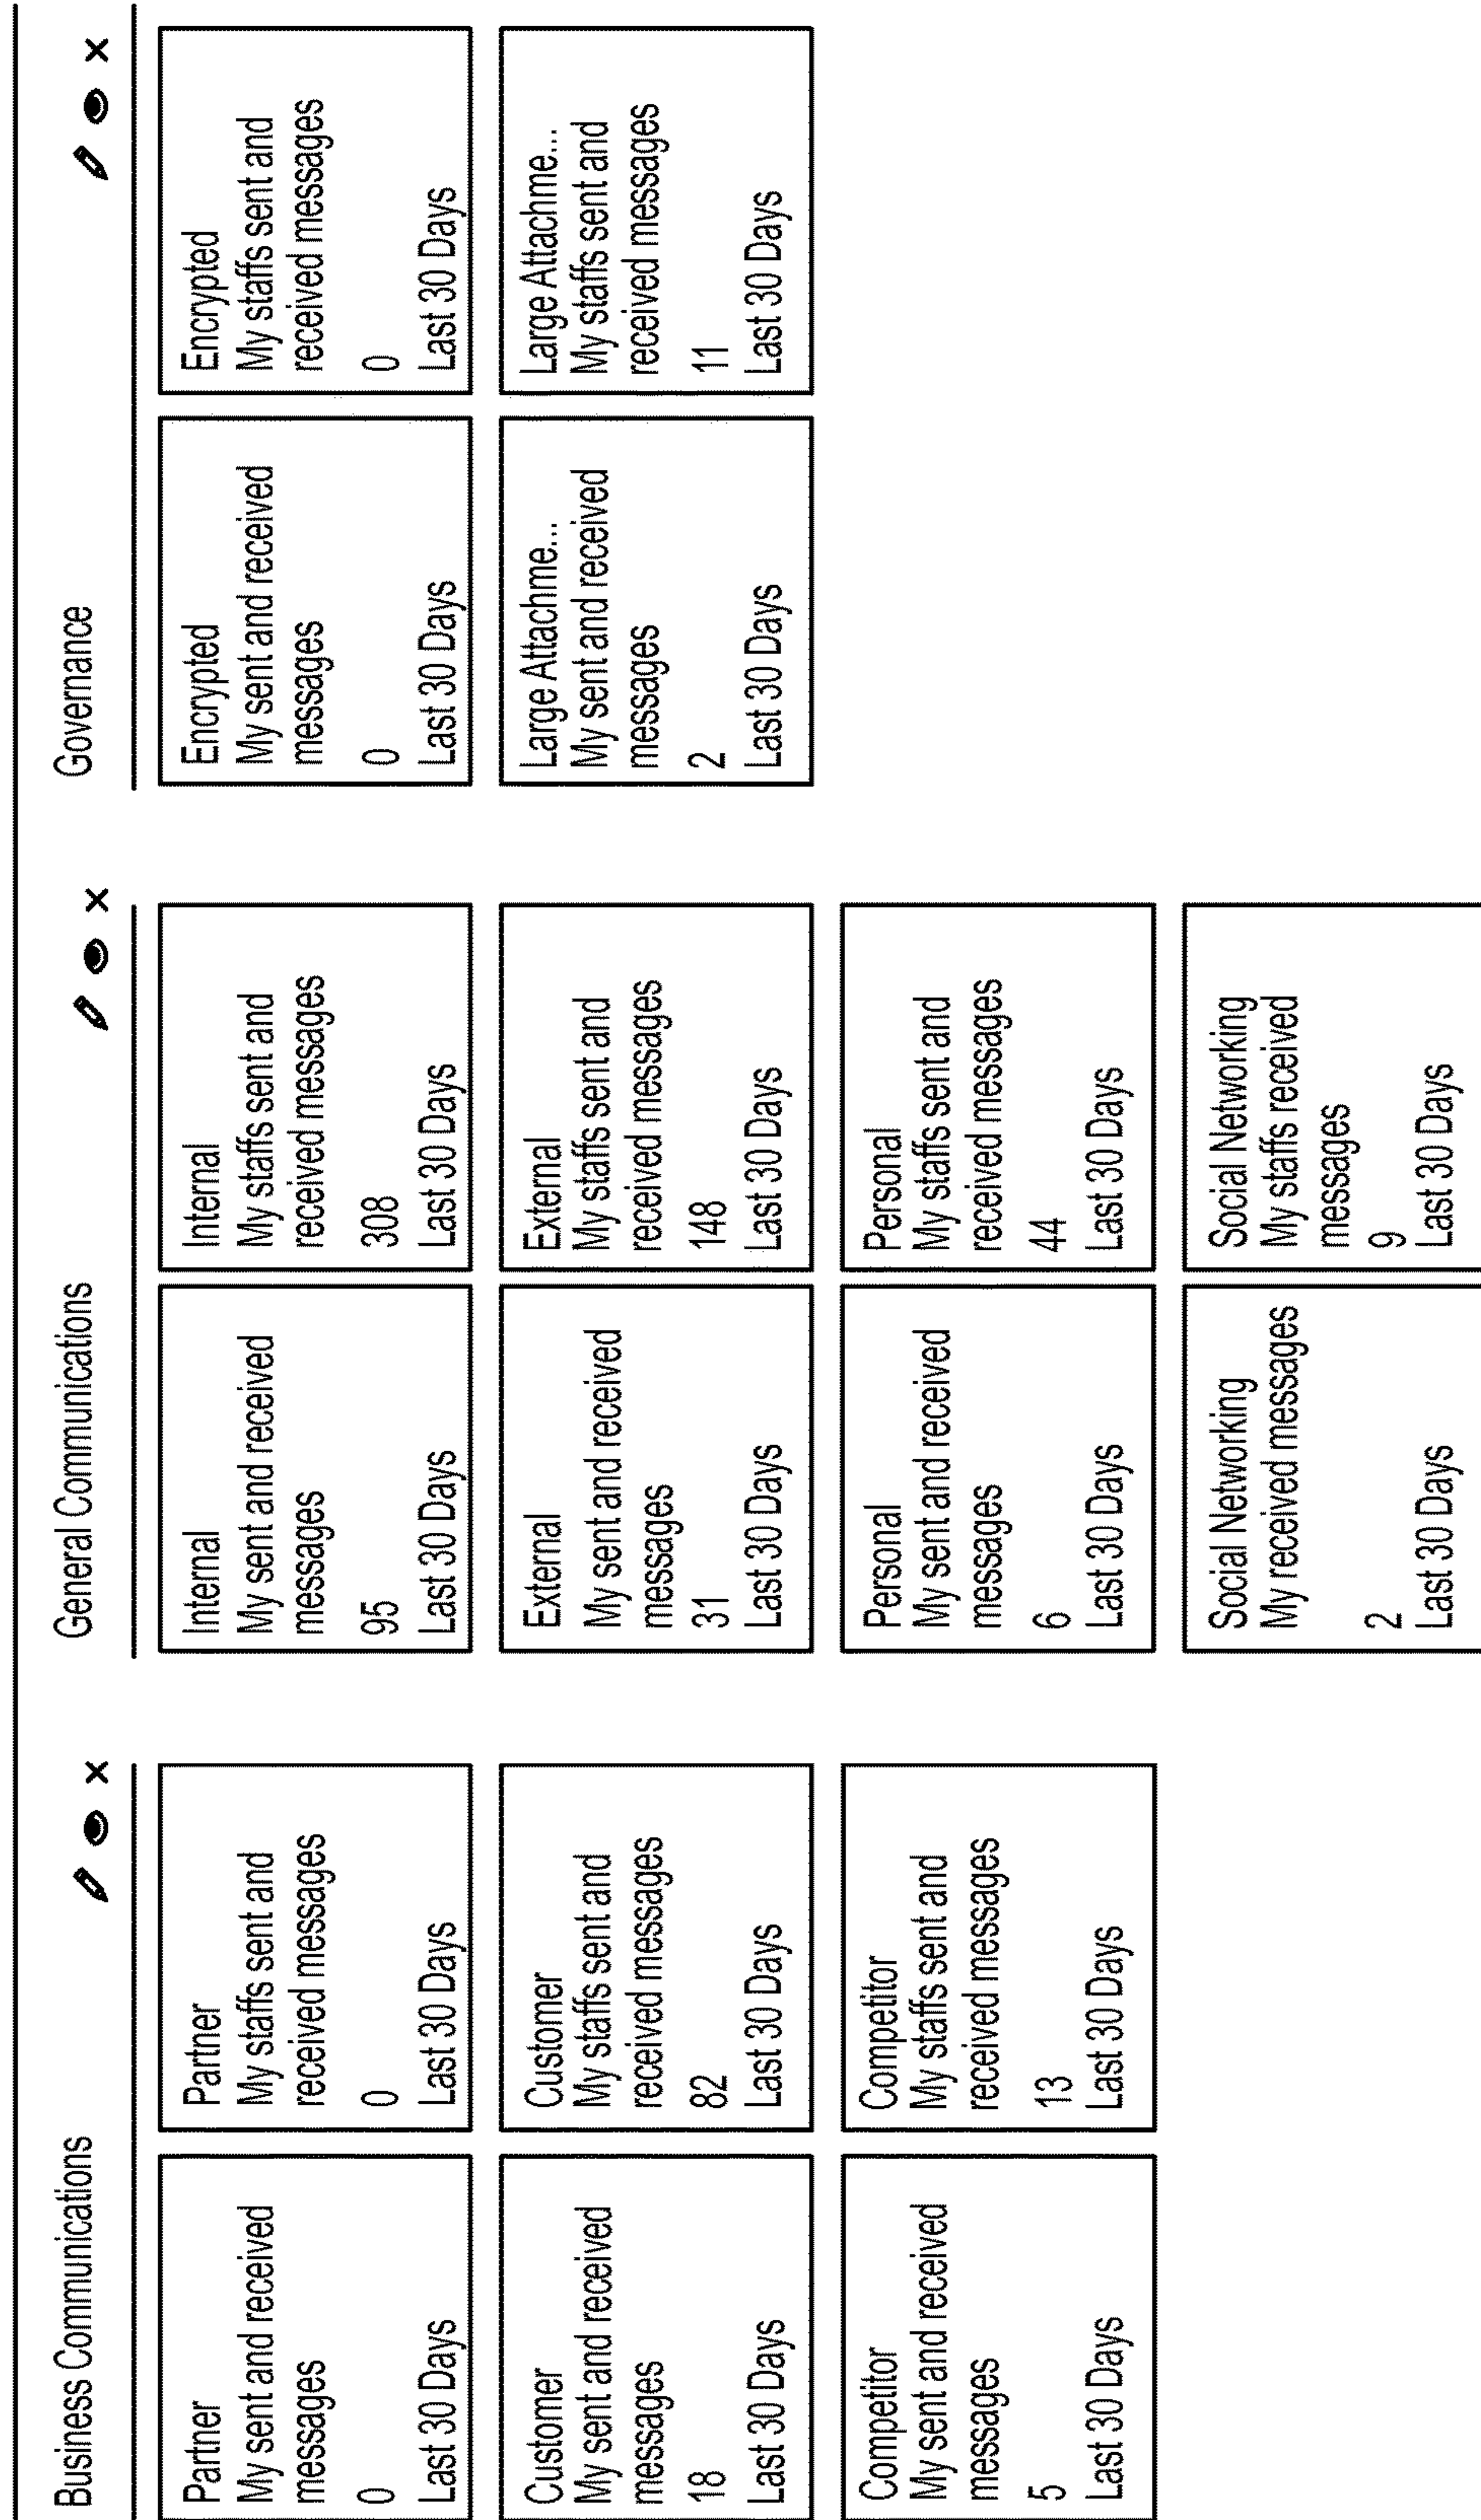 Business Communications
Partner
My sent and received
messages
0
Last 30 Days
Partner
My staffs sent and
received messages
0
Last 30 Days
Customer
My sent and received
messages
18
Last 30 Days
Customer
My staffs sent and
received messages
82
Last 30 Days
Competitor
My sent and received
messages
5
Last 30 Days
Competitor
My staffs sent and
received messages
13
Last 30 Days
General Communications
Internal
My sent and received
messages
95
Last 30 Days
Internal
My staffs sent and
received messages
308
Last 30 Days
External
My sent and received
messages
31
Last 30 Days
External
My staffs sent and
received messages
148
Last 30 Days
Personal
My sent and received
messages
6
Last 30 Days
Personal
My staffs sent and
received messages
44
Last 30 Days
Social Networking
My received messages
2
Last 30 Days
Social Networking
My staffs received
messages
9
Last 30 Days
Governance
Encrypted
My sent and received
messages
0
Last 30 Days
Encrypted
My staffs sent and
received messages
0
Last 30 Days
Large Attachme...
My sent and received
messages
2
Last 30 Days
Large Attachme...
My staffs sent and
received messages
11
Last 30 Days